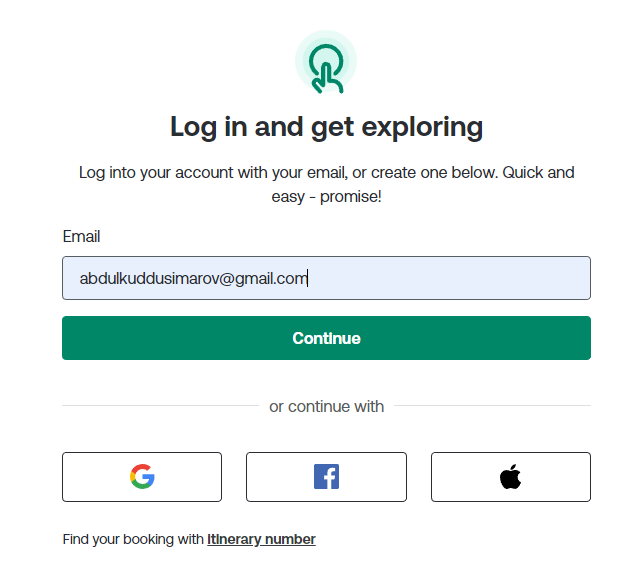 Log in and get exploring
Log into your account with your email, or create one below. Quick and
easy - promise!
Email
abdulkuddusimarov@gmail.com
Continue
or continue with
Find your booking with itinerary number